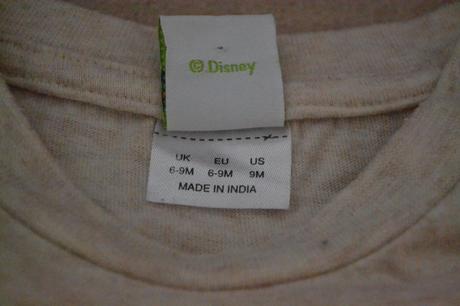 © Disney
UK EU US
6-9M 6-9M 9M
MADE IN INDIA